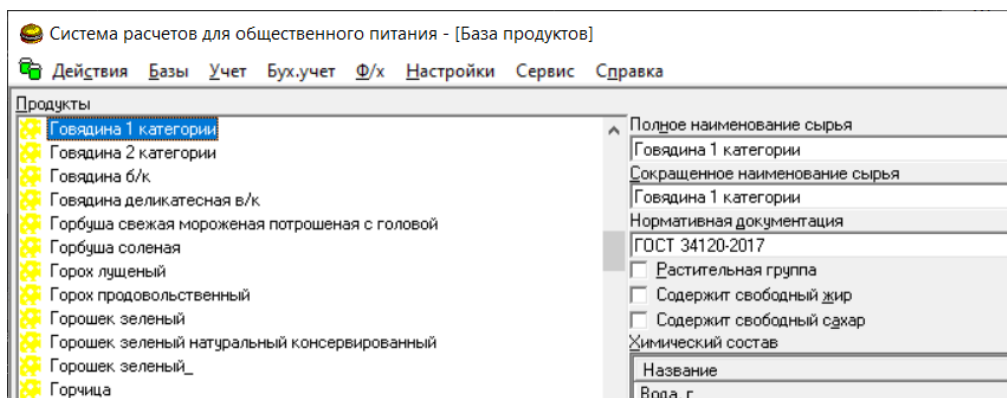 Система расчетов для общественного питания - [База продуктов]
Действия Базы Учет Бух.учет Ф/х Настройки Сервис Справка
Продукты
Говядина 1 категории
Говядина 2 категории
Говядина б/к
Говядина деликатесная в/к
Горбуша свежая мороженая потрошеная с головой
Горбуша соленая
Горох лущеный
Горох продовольственный
Горошек зеленый
Горошек зеленый натуральный консервированный
Горошек зеленый_
Горчица
Полное наименование сырья
Говядина 1 категории
Сокращенное наименование сырья
Говядина 1 категории
Нормативная документация
ГОСТ 34120-2017
Растительная группа
Содержит свободный жир
Содержит свободный сахар
Химический состав
Название
Вода, г